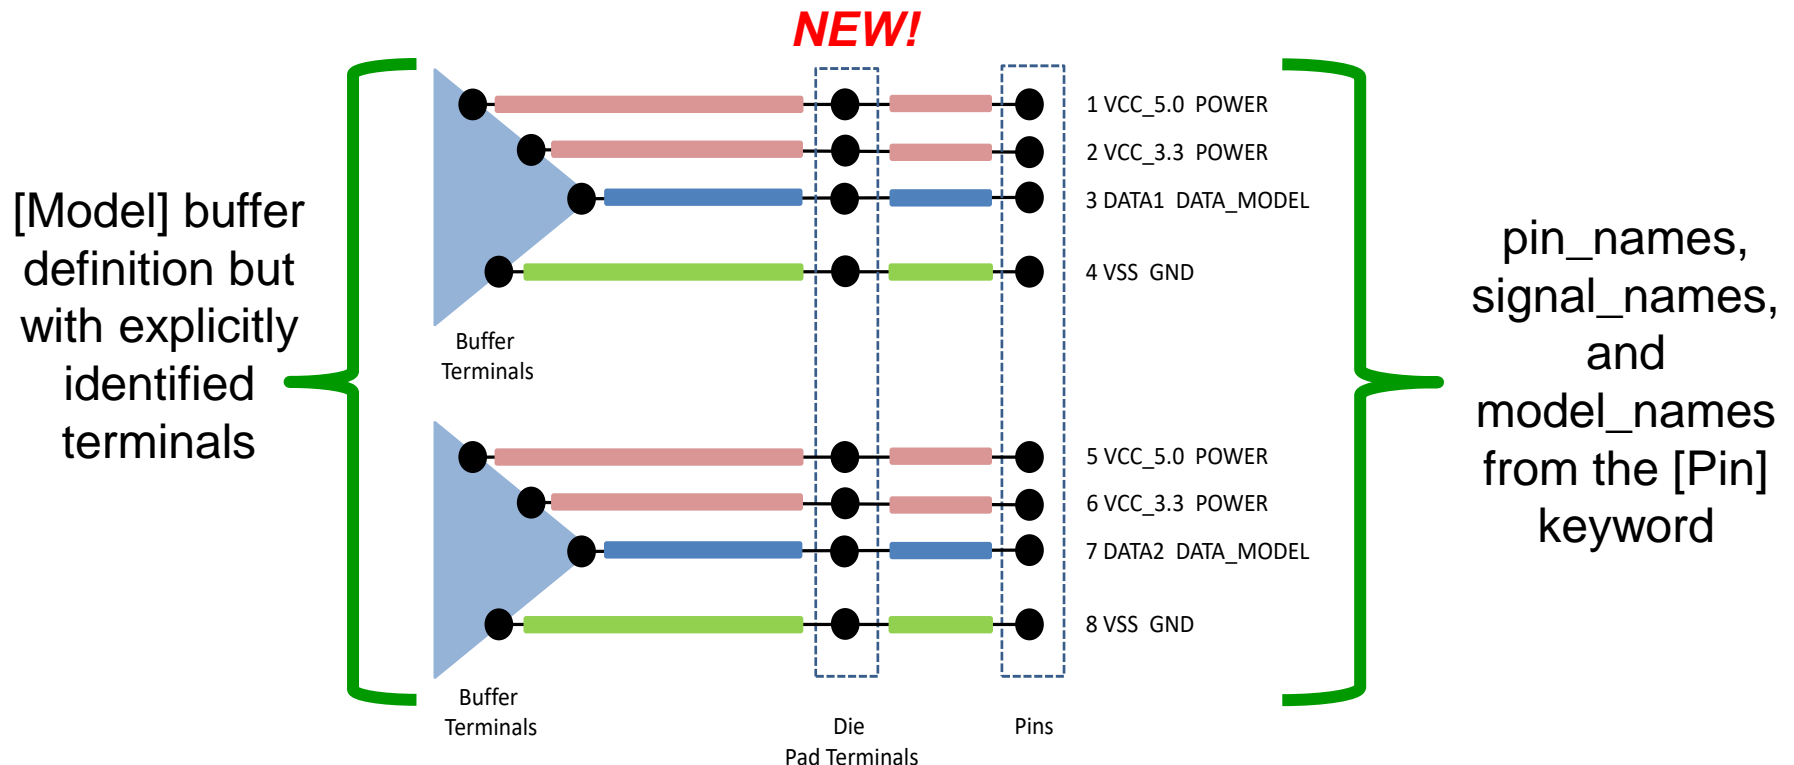 NEW!
[Model] buffer
definition but
with explicitly
identified
terminals
1 VCC_5.0 POWER
2 VCC_3.3 POWER
3 DATA1 DATA_MODEL
4 VSS GND
Buffer
Terminals
5 VCC_5.0 POWER
6 VCC_3.3 POWER
7 DATA2 DATA_MODEL
8 VSS GND
Buffer
Terminals
Die
Pad Terminals
Pins
pin_names,
signal_names,
and
model_names
from the [Pin]
keyword